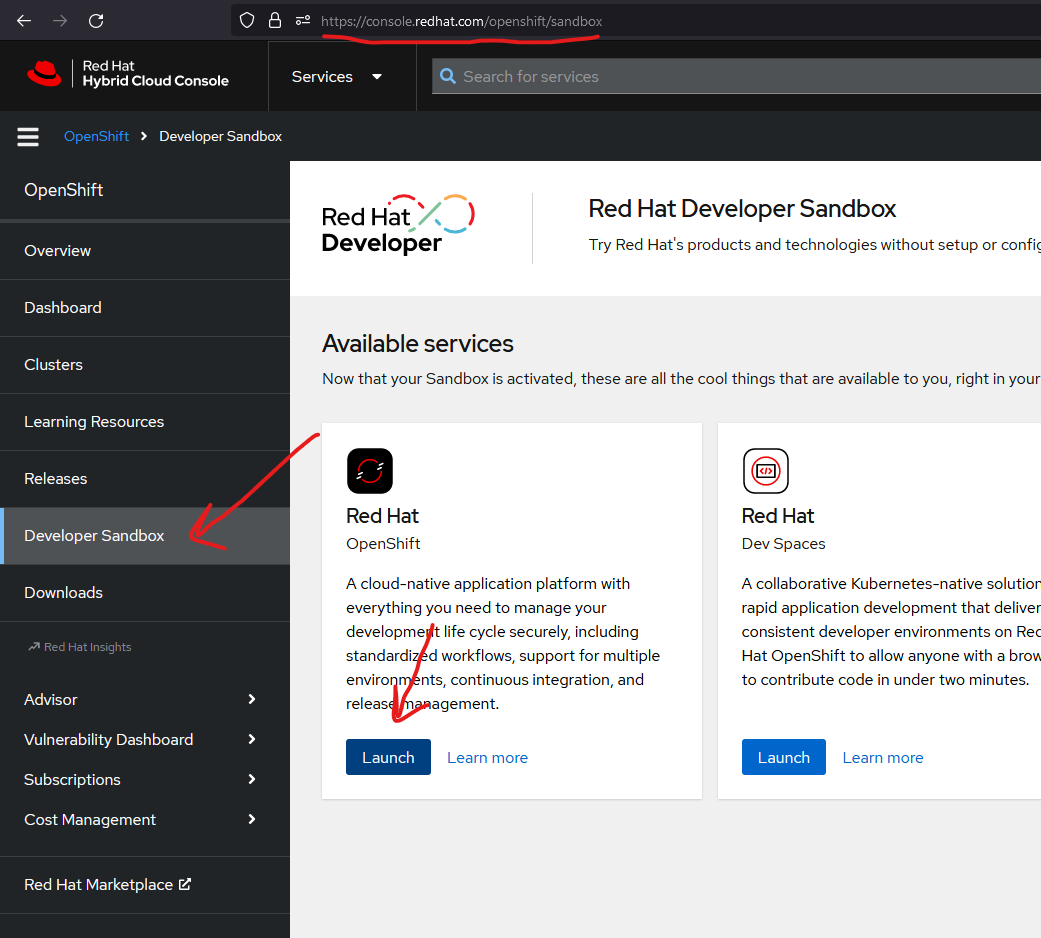 https://console.redhat.com/openshift/sandbox
Red Hat
Hybrid Cloud Console
Services
Search for services
OpenShift
Developer Sandbox
OpenShift
Overview
Dashboard
Clusters
Learning Resources
Releases
Developer Sandbox
Downloads
Red Hat Insights
Advisor
Vulnerability Dashboard
Subscriptions
Cost Management
Red Hat Marketplace
Red Hat
Developer
Red Hat Developer Sandbox
Try Red Hat's products and technologies without setup or config
Available services
Now that your Sandbox is activated, these are all the cool things that are available to you, right in your
Red Hat
OpenShift
A cloud-native application platform with
everything you need to manage your
development life cycle securely, including
standardized workflows, support for multiple
environments, continuous integration, and
release management.
Launch
Learn more
Red Hat
Dev Spaces
A collaborative Kubernetes-native solution
rapid application development that deliver
consistent developer environments on Red
Hat OpenShift to allow anyone with a brow
to contribute code in under two minutes.
Launch
Learn more